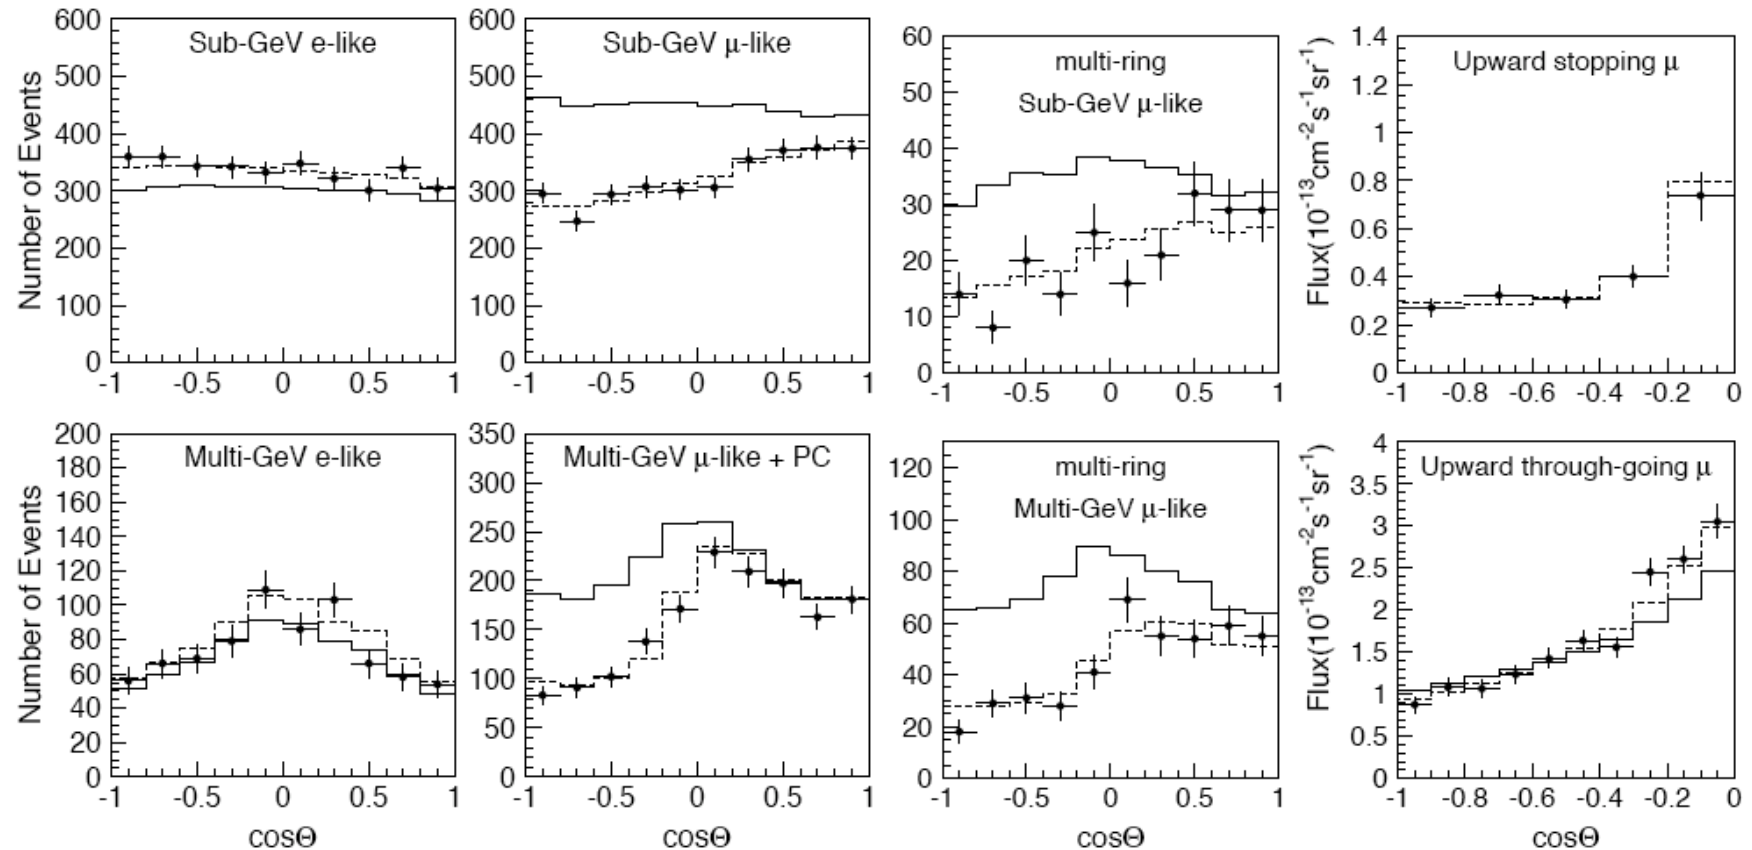 Sub-GeV e-like
Number of Events
600
500
400
300
200
100
0
-1 -0.5 0 0.5 1
Sub-GeV μ-like
600
500
400
300
200
100
0
-1 -0.5 0 0.5 1
multi-ring
Sub-GeV μ-like
60
50
40
30
20
10
0
-1 -0.5 0 0.5 1
Upward stopping μ
Flux(10⁻¹³cm⁻²s⁻¹sr⁻¹)
1.4
1.2
1
0.8
0.6
0.4
0.2
0
-1 -0.8 -0.6 -0.4 -0.2 0
Multi-GeV e-like
Number of Events
200
180
160
140
120
100
80
60
40
20
0
-1 -0.5 0 0.5 1
cosΘ
Multi-GeV μ-like + PC
350
300
250
200
150
100
50
0
-1 -0.5 0 0.5 1
cosΘ
multi-ring
Multi-GeV μ-like
120
100
80
60
40
20
0
-1 -0.5 0 0.5 1
cosΘ
Upward through-going μ
Flux(10⁻¹³cm⁻²s⁻¹sr⁻¹)
4
3.5
3
2.5
2
1.5
1
0.5
0
-1 -0.8 -0.6 -0.4 -0.2 0
cosΘ